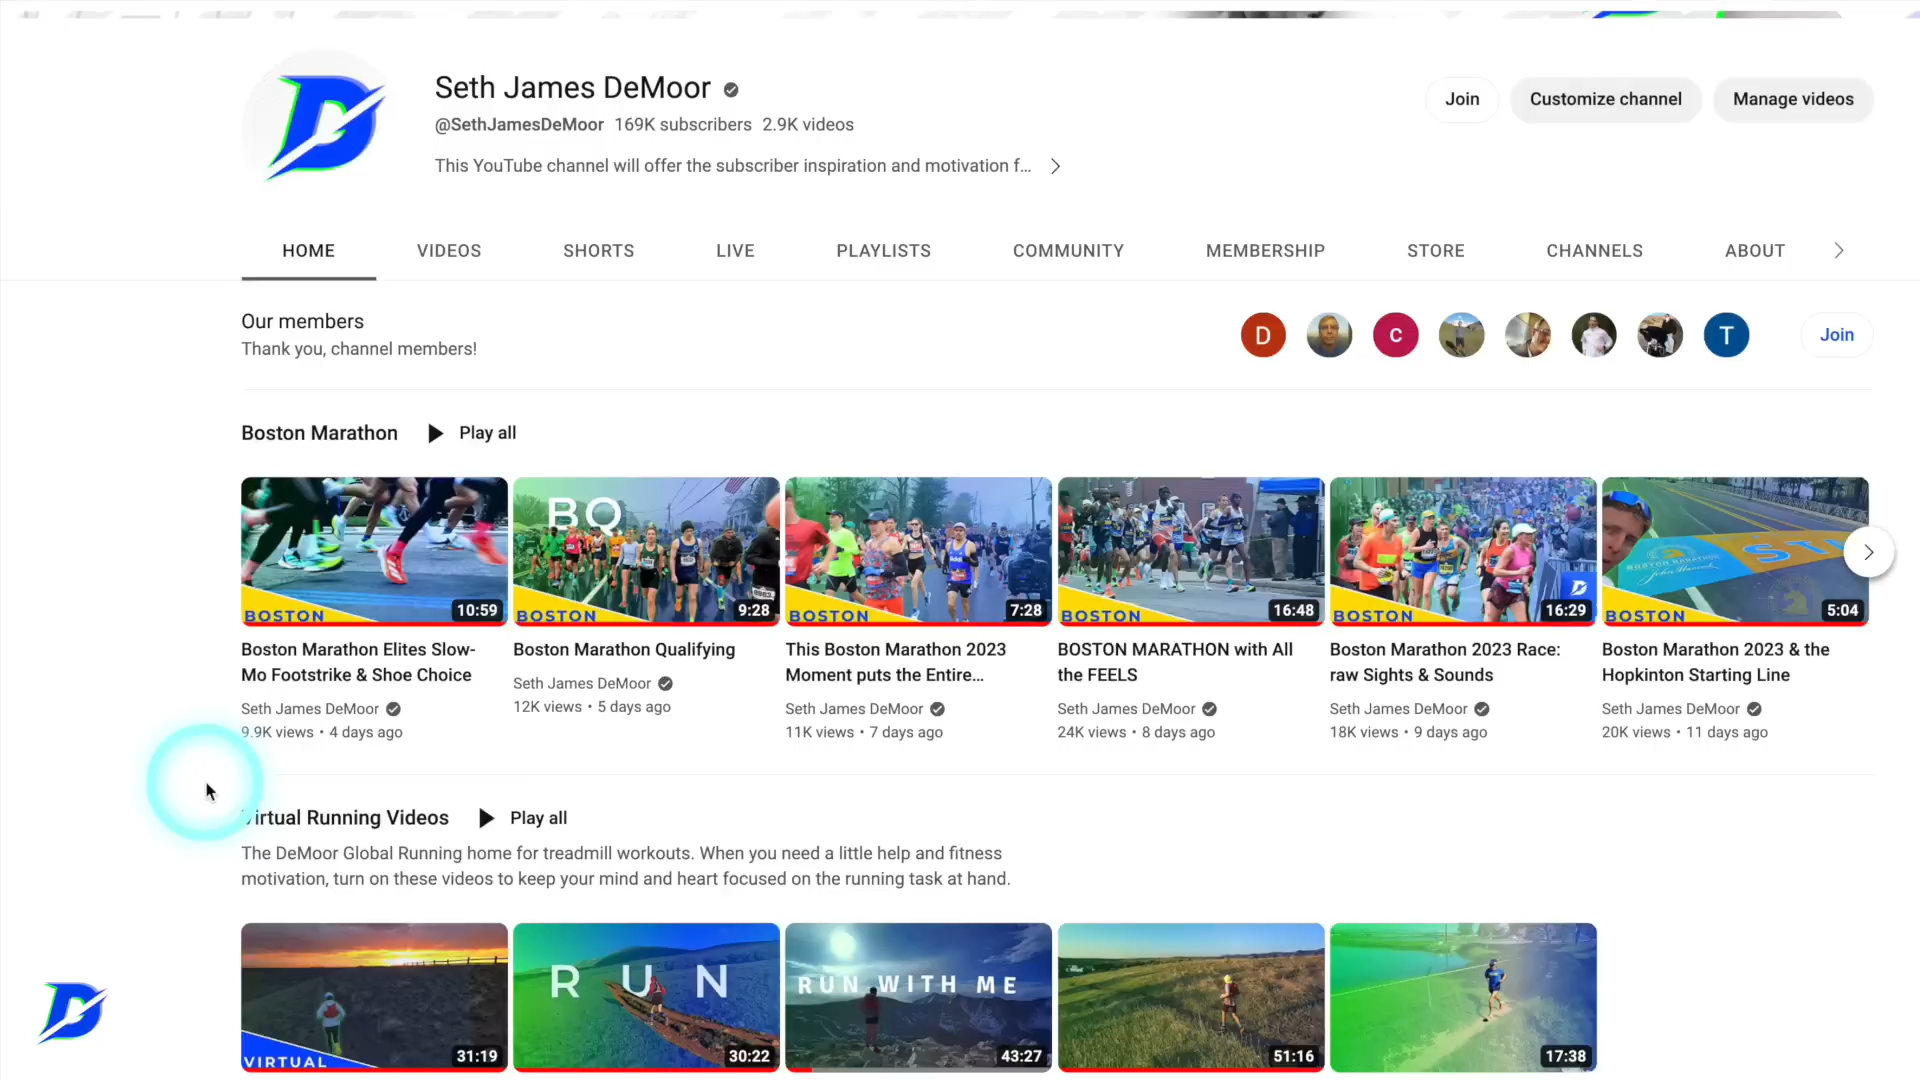 Seth James DeMoor
@SethJamesDeMoor 169K subscribers 2.9K videos
This YouTube channel will offer the subscriber inspiration and motivation f...
Join
Customize channel
Manage videos
HOME
VIDEOS
SHORTS
LIVE
PLAYLISTS
COMMUNITY
MEMBERSHIP
STORE
CHANNELS
ABOUT
Our members
Thank you, channel members!
D
C
T
Join
Boston Marathon
Play all
BOSTON
10:59
BQ
BOSTON
9:28
BOSTON
7:28
BOSTON
16:48
BOSTON
16:29
BOSTON MARATHON
John Hancock
BOSTON
5:04
Boston Marathon Elites Slow-
Mo Footstrike & Shoe Choice
Seth James DeMoor
9.9K views • 4 days ago
Boston Marathon Qualifying
Seth James DeMoor
12K views • 5 days ago
This Boston Marathon 2023
Moment puts the Entire...
Seth James DeMoor
11K views • 7 days ago
BOSTON MARATHON with All
the FEELS
Seth James DeMoor
24K views • 8 days ago
Boston Marathon 2023 Race:
raw Sights & Sounds
Seth James DeMoor
18K views • 9 days ago
Boston Marathon 2023 & the
Hopkinton Starting Line
Seth James DeMoor
20K views • 11 days ago
Virtual Running Videos
Play all
The DeMoor Global Running home for treadmill workouts. When you need a little help and fitness
motivation, turn on these videos to keep your mind and heart focused on the running task at hand.
VIRTUAL
31:19
RUN
30:22
RUN WITH ME
43:27
51:16
17:38